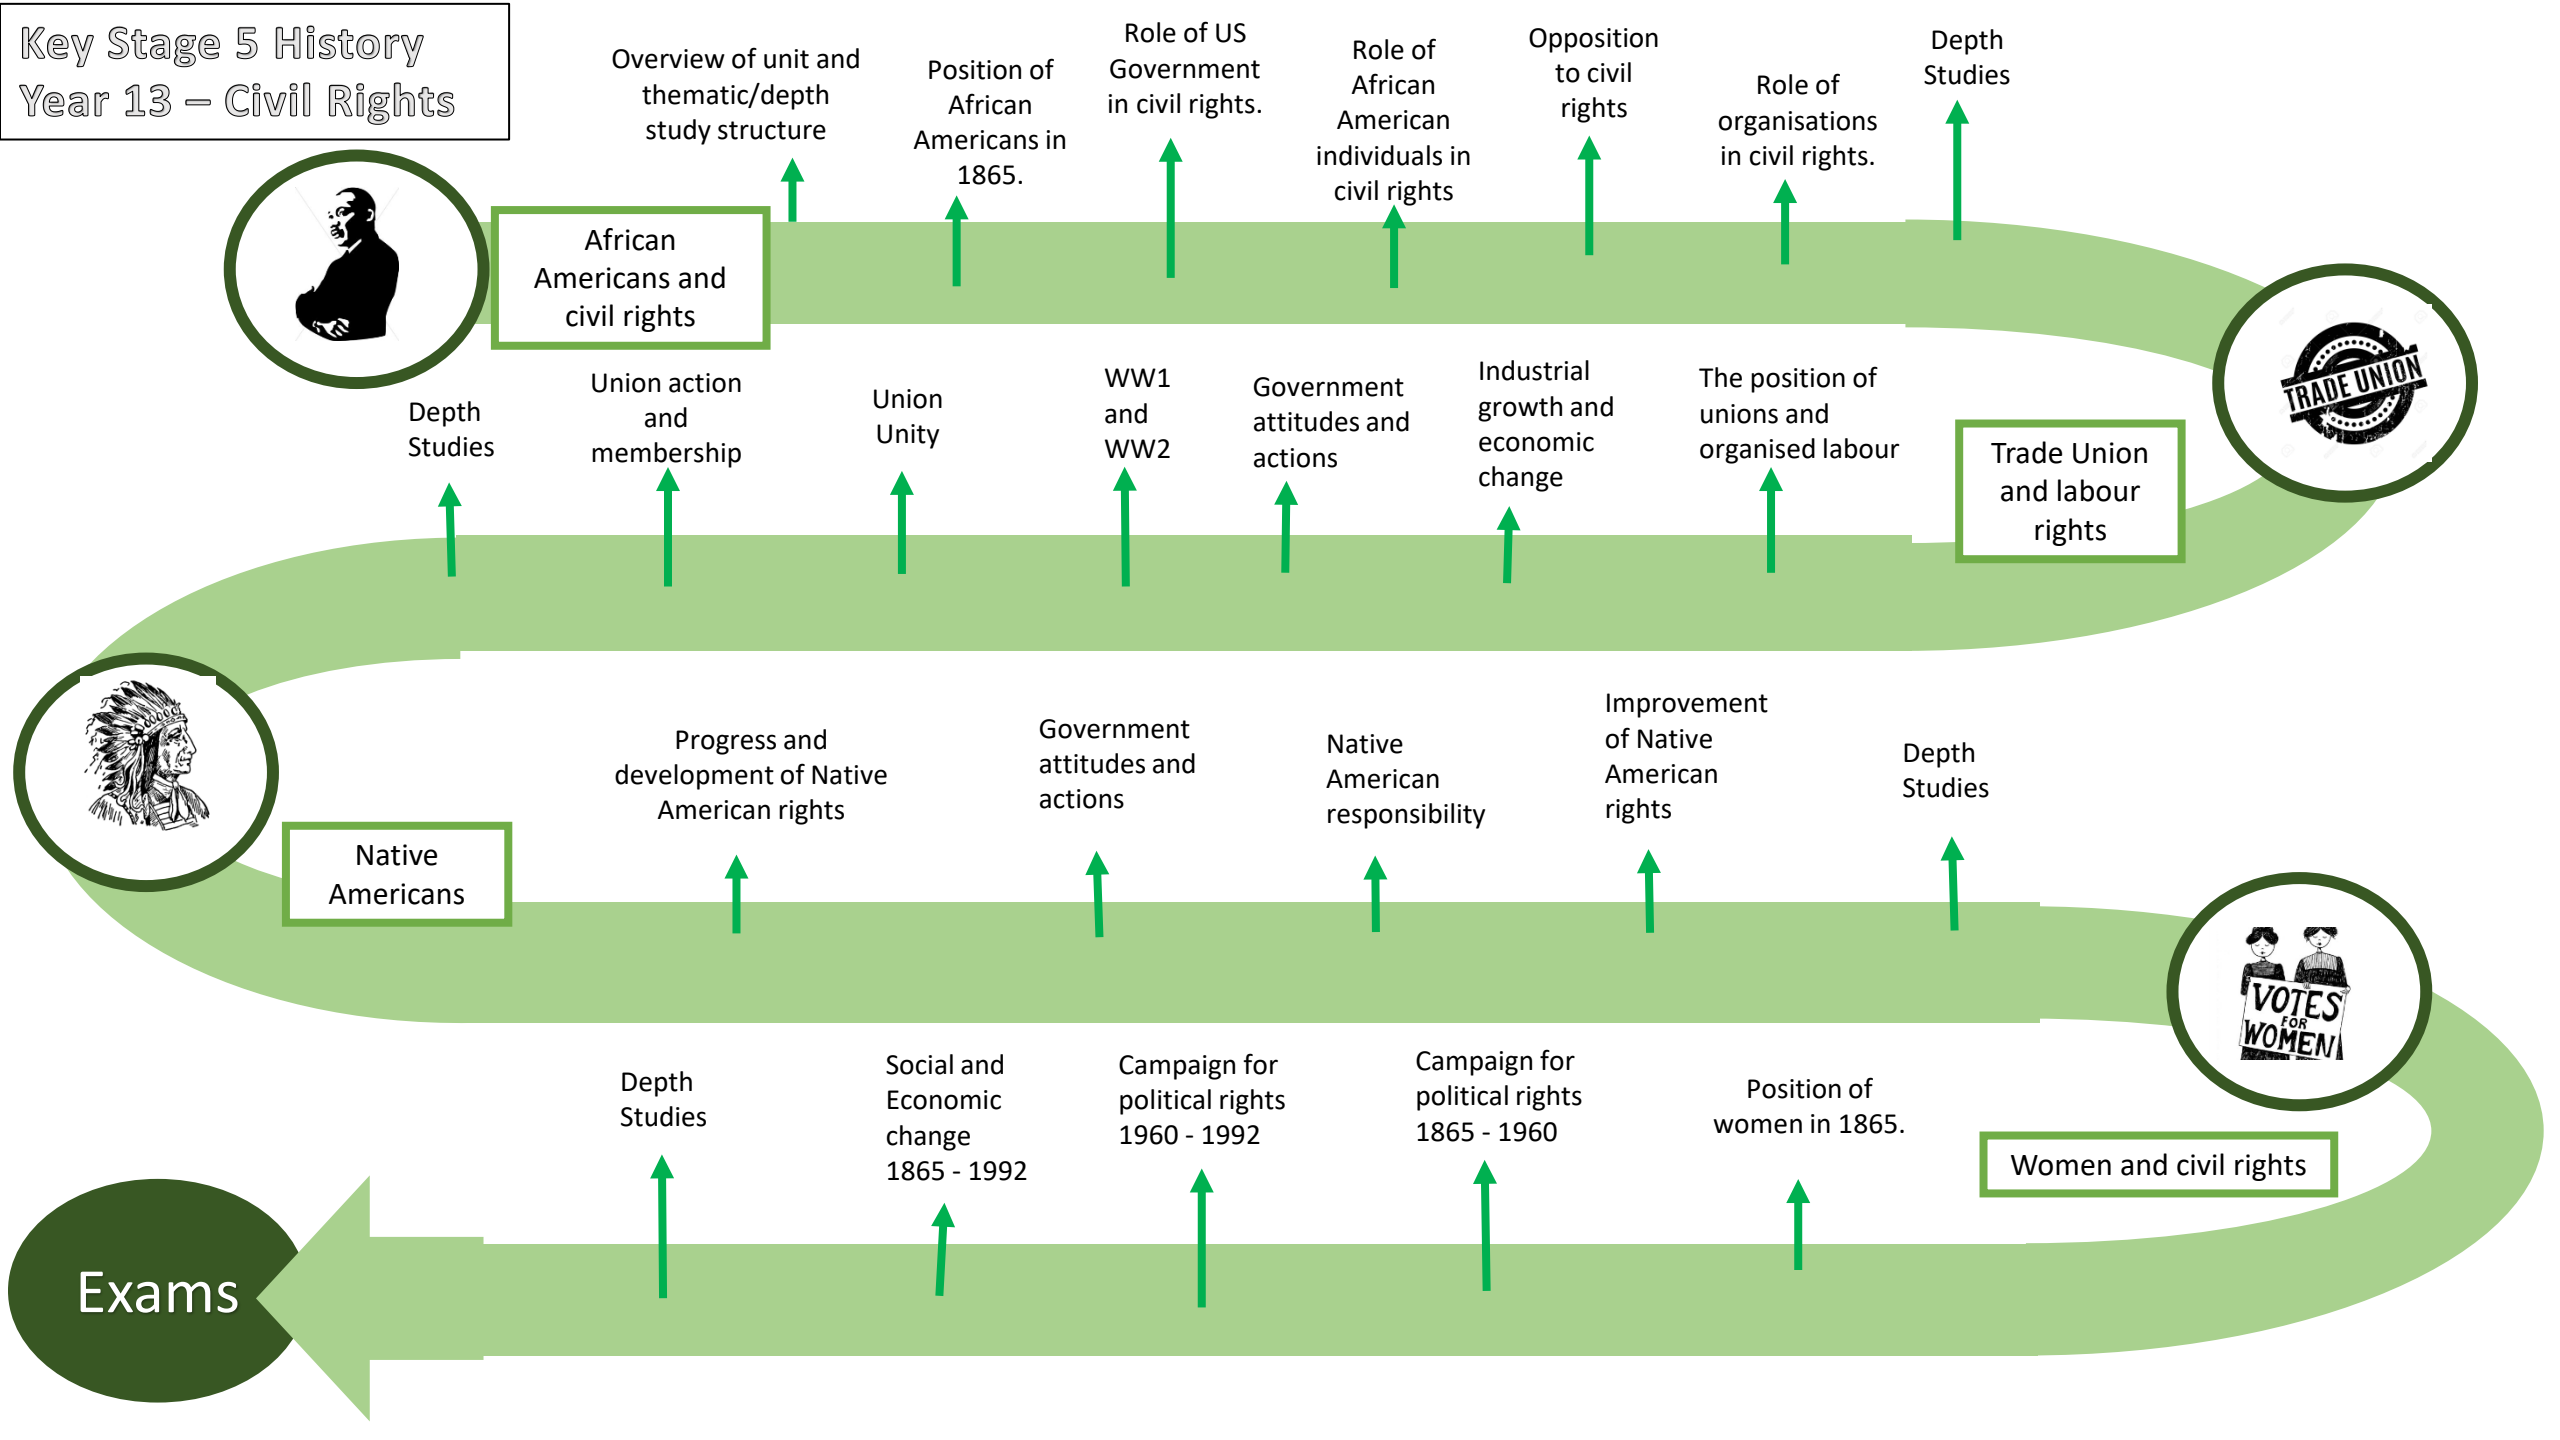 Key Stage 5 History
Year 13 – Civil Rights
Overview of unit and
thematic/depth
study structure
Position of
African
Americans in
1865.
Role of US
Government
in civil rights.
Role of
African
American
individuals in
civil rights
Opposition
to civil
rights
Role of
organisations
in civil rights.
Depth
Studies
African
Americans and
civil rights
TRADE UNION
Trade Union
and labour
rights
The position of
unions and
organised labour
Industrial
growth and
economic
change
Government
attitudes and
actions
WW1
and
WW2
Union
Unity
Union action
and
membership
Depth
Studies
Native
Americans
Progress and
development of Native
American rights
Government
attitudes and
actions
Native
American
responsibility
Improvement
of Native
American
rights
Depth
Studies
VOTES
FOR
WOMEN
Women and civil rights
Position of
women in 1865.
Campaign for
political rights
1865 - 1960
Campaign for
political rights
1960 - 1992
Social and
Economic
change
1865 - 1992
Depth
Studies
Exams